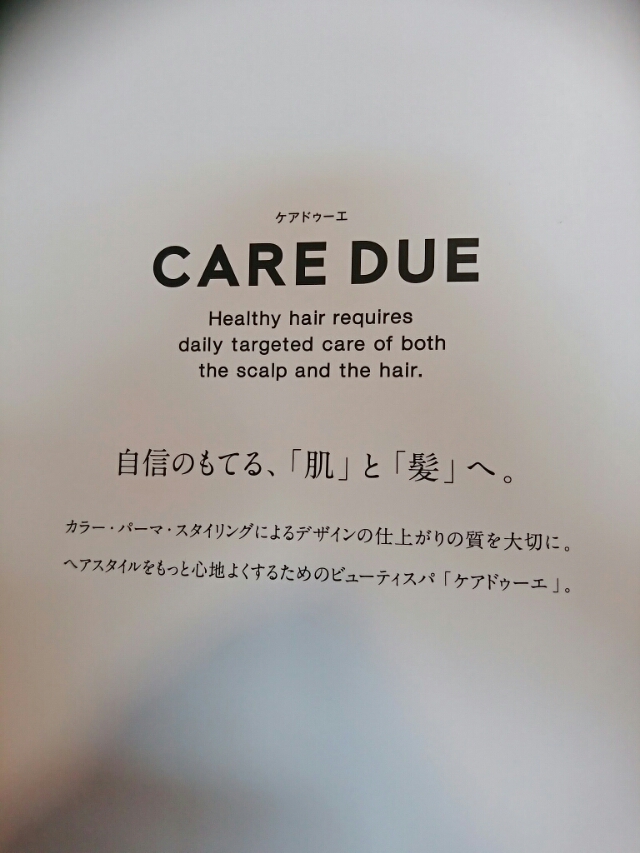 ケアドゥーエ
CARE DUE
Healthy hair requires
daily targeted care of both
the scalp and the hair.
自信のもてる、「肌」と「髪」へ。
カラー・パーマ・スタイリングによるデザインの仕上がりの質を大切に。
ヘアスタイルをもっと心地よくするためのビューティスパ「ケアドゥーエ」。